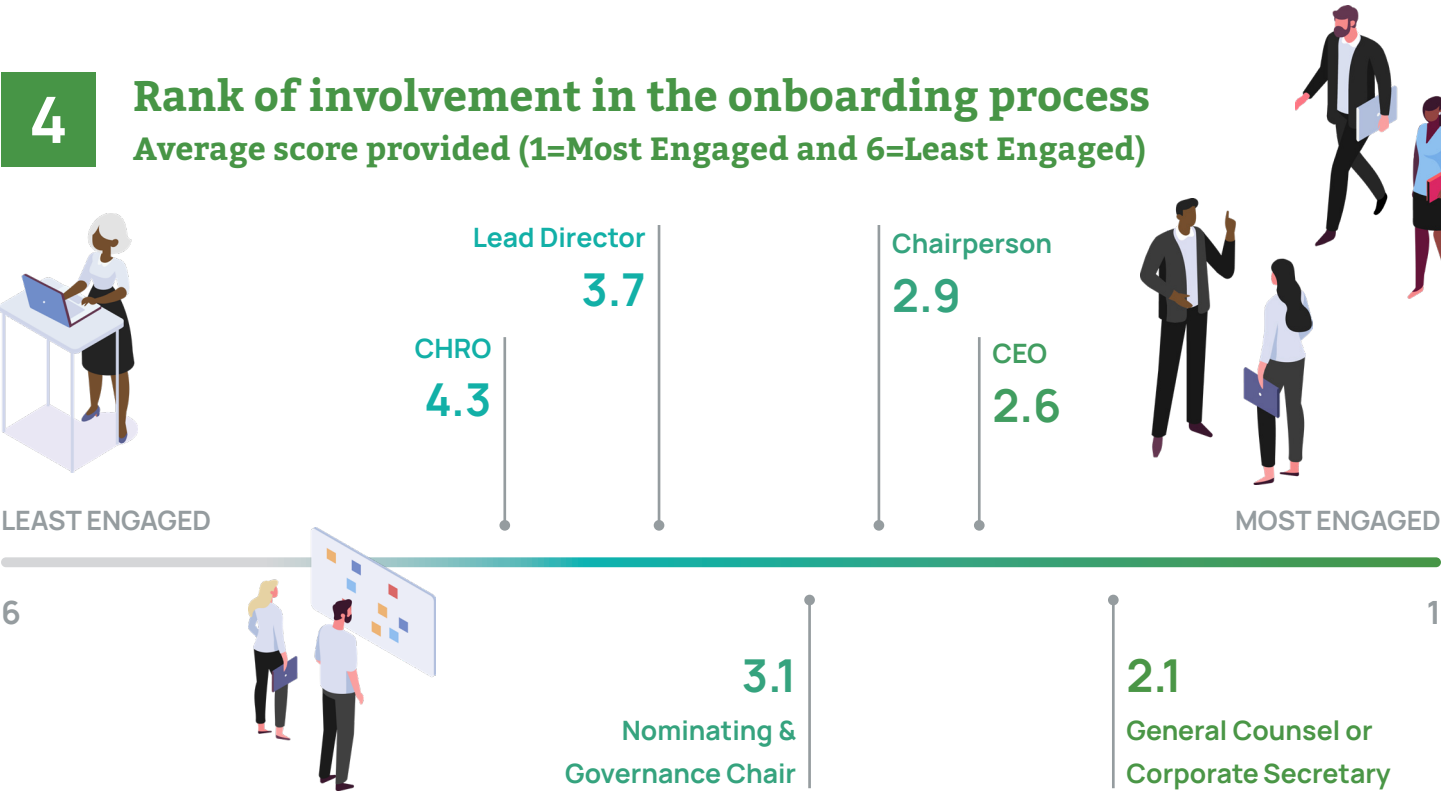 4
Rank of involvement in the onboarding process
Average score provided (1=Most Engaged and 6=Least Engaged)
Lead Director
3.7
Chairperson
2.9
CHRO
4.3
CEO
2.6
LEAST ENGAGED
MOST ENGAGED
6
1
3.1
Nominating &
Governance Chair
2.1
General Counsel or
Corporate Secretary